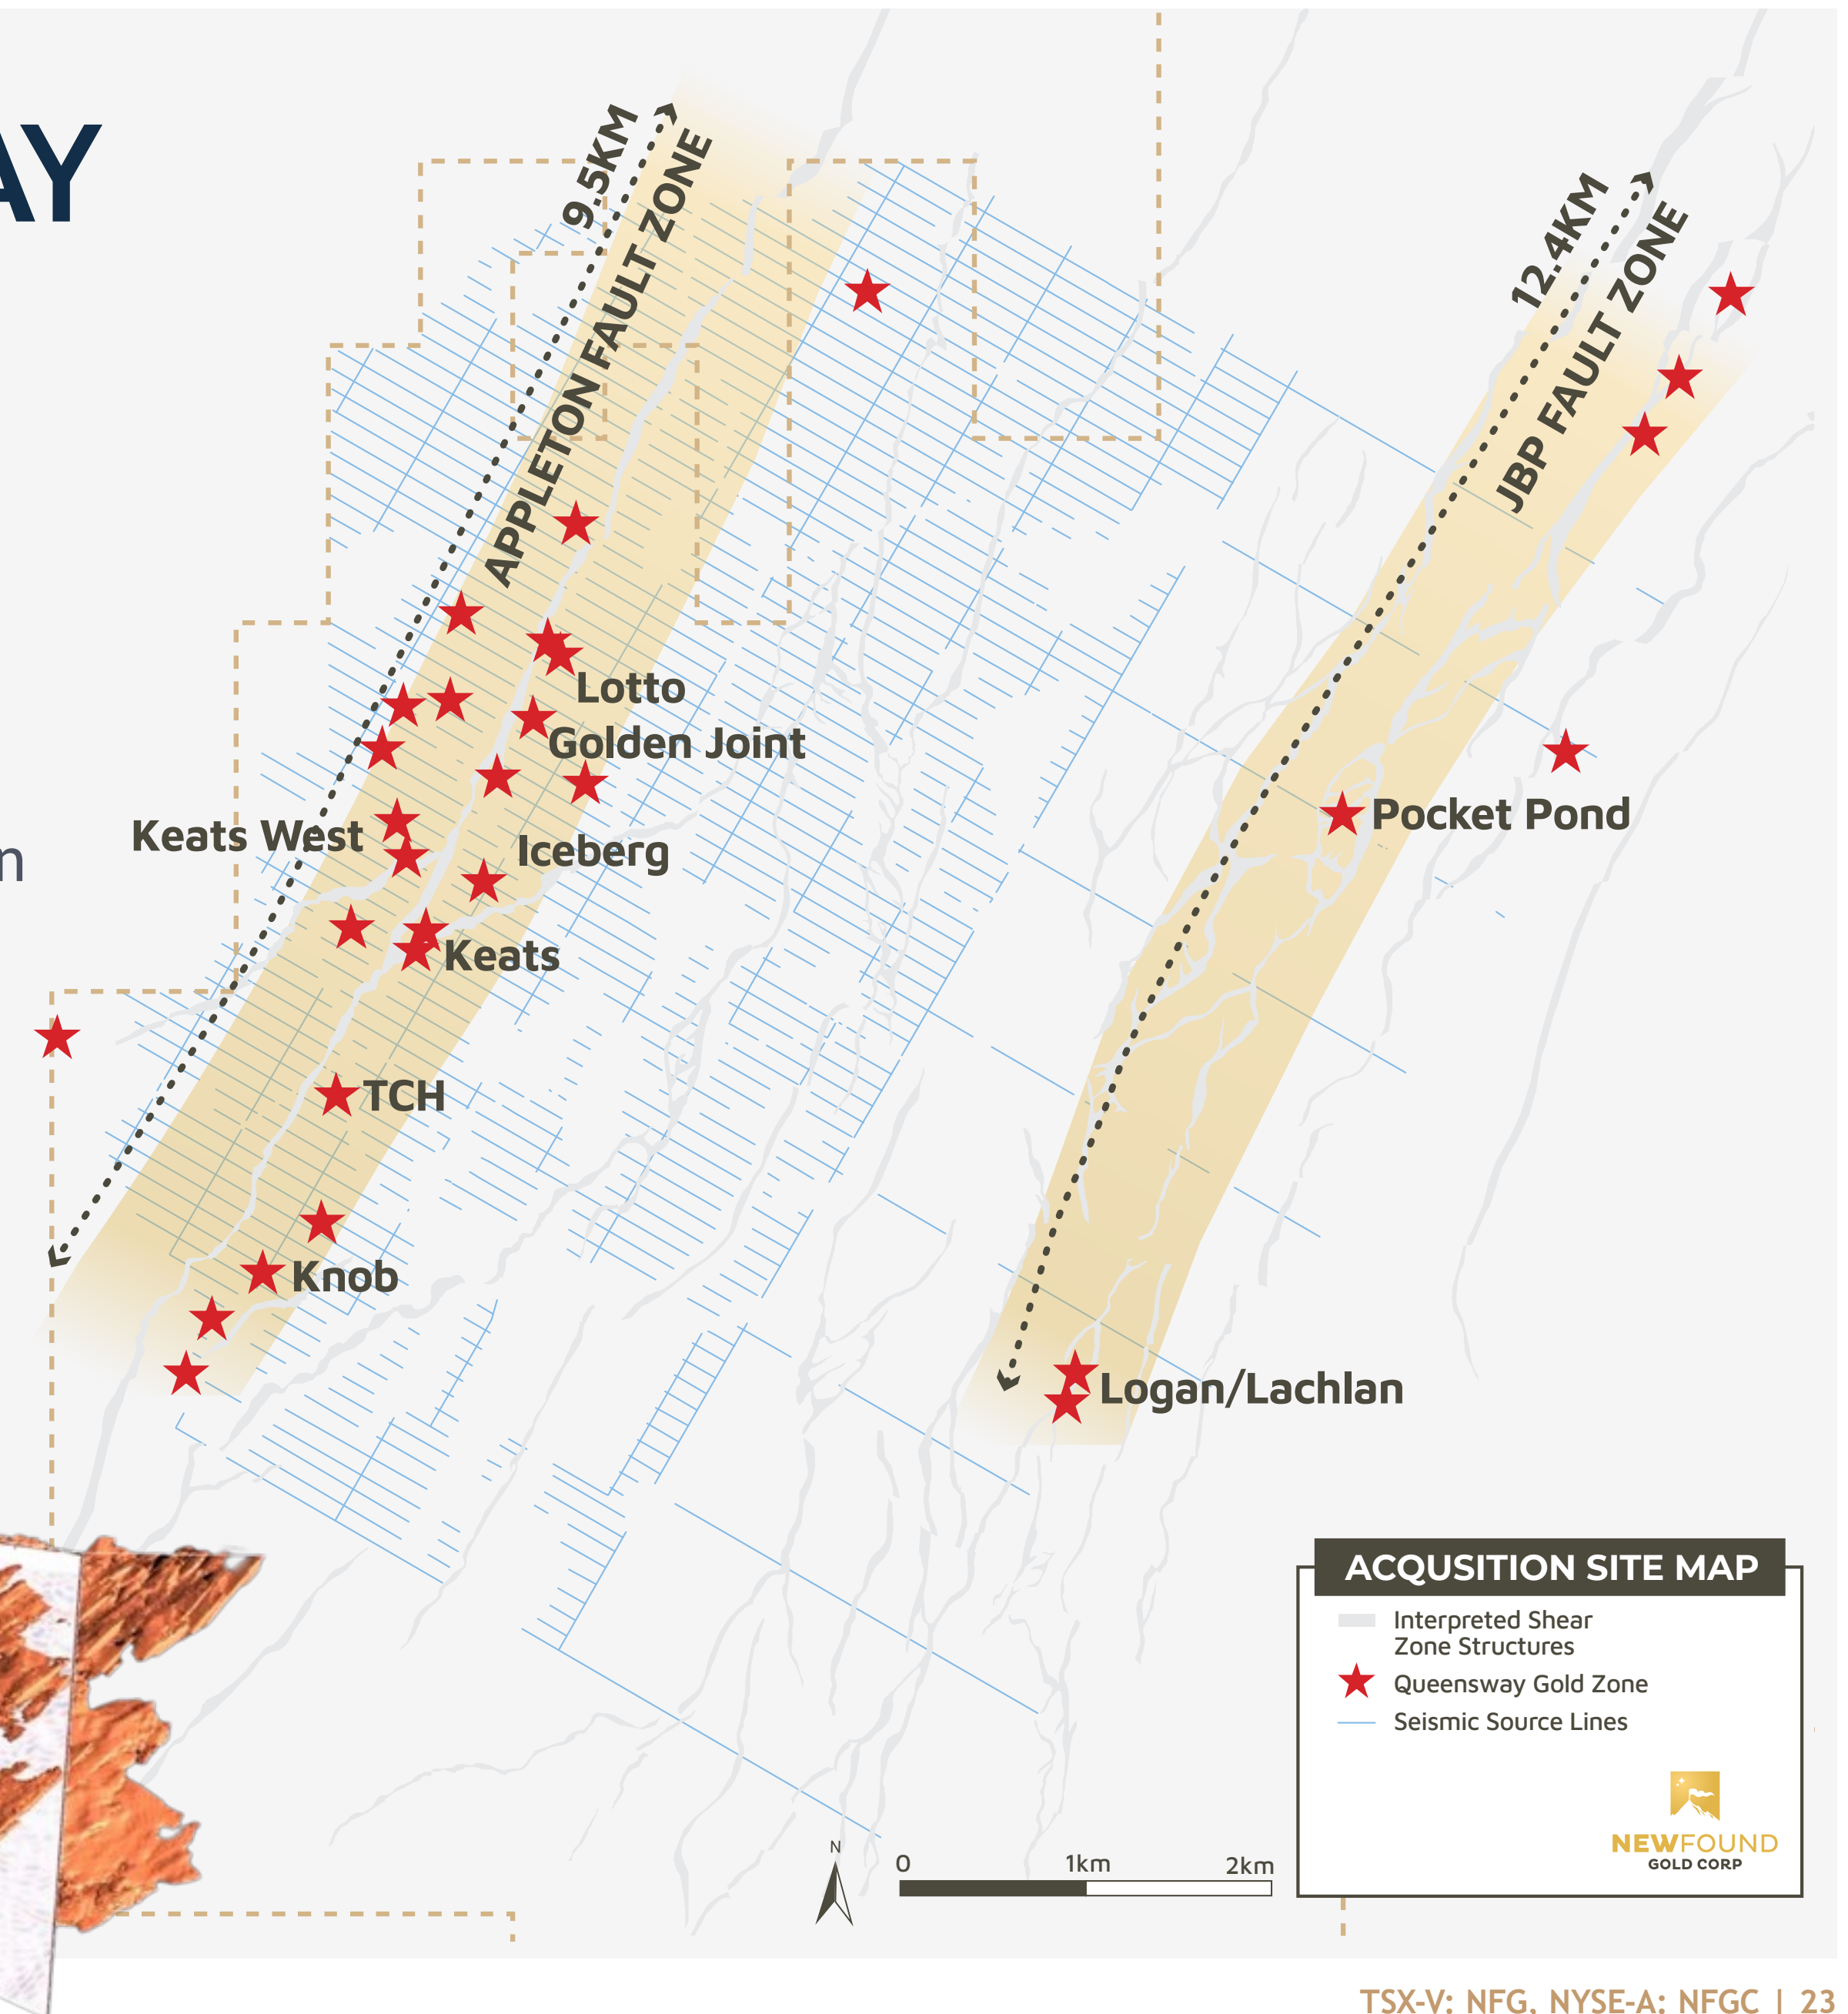 AY
n
9.5KM
APPLETON FAULT ZONE
12.4KM
JBP FAULT ZONE
Lotto
Golden Joint
Keats West
Iceberg
Pocket Pond
Keats
TCH
Knob
Logan/Lachlan
ACQUSITION SITE MAP
Interpreted Shear
Zone Structures
Queensway Gold Zone
Seismic Source Lines
NEWFOUND
GOLD CORP
N
0 1km 2km
TSX-V: NFG, NYSE-A: NFGC | 23